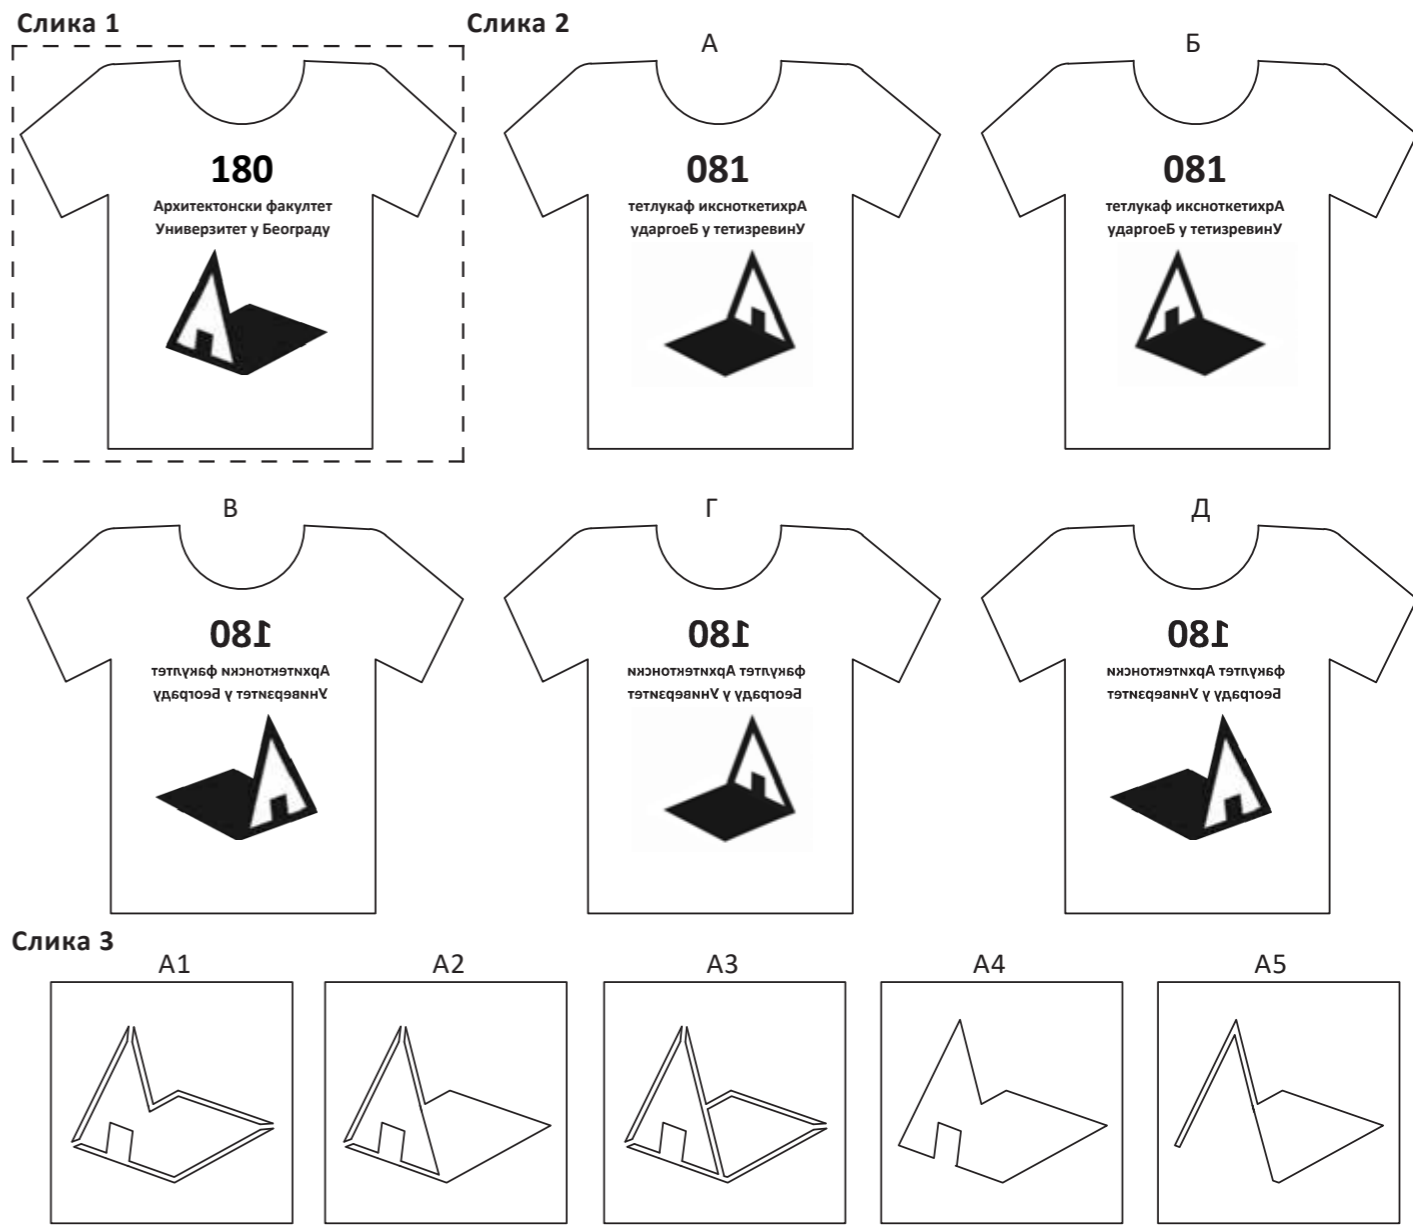 Слика 1
180
Архитектонски факултет
Универзитет у Београду
Слика 2
А
081
тетлукаф иксноткетихрА
ударгоеБ у тетизревинУ
Б
081
тетлукаф иксноткетихрА
ударгоеБ у тетизревинУ
В
180
Архитектонски факултет
Универзитет у Београду
Г
180
факултет Архитектонски
Београду у Универзитет
Д
180
факултет Архитектонски
Београду у Универзитет
Слика 3
А1
А2
А3
А4
А5